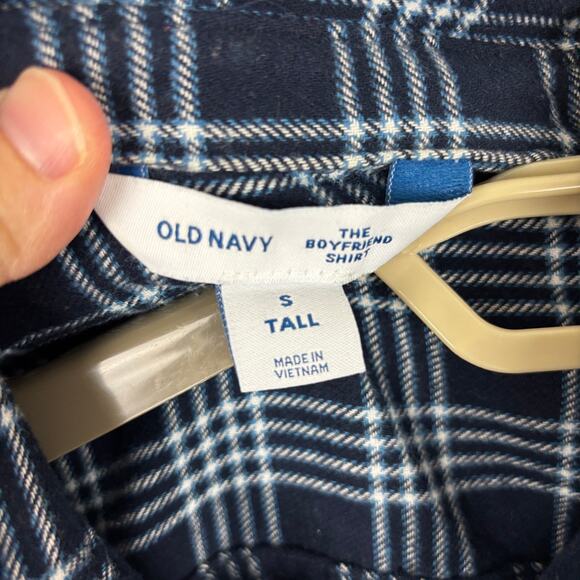 OLD NAVY
THE
BOYFRIEND
SHIRT
S
TALL
MADE IN
VIETNAM